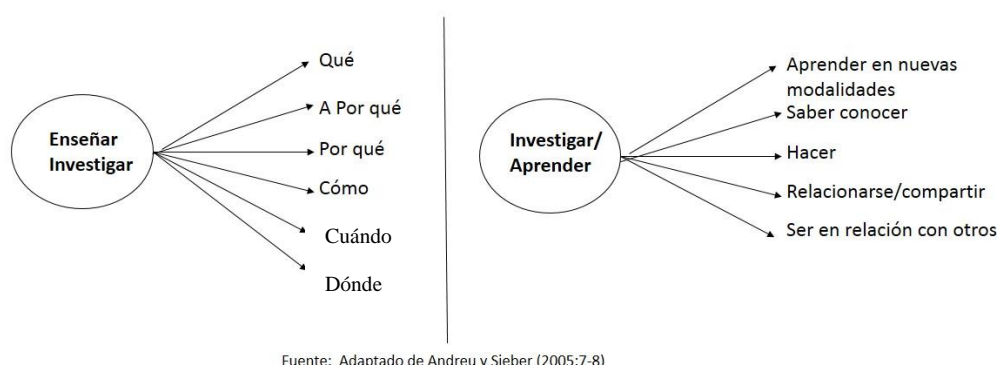 Enseñar
Investigar
Qué
A Por qué
Por qué
Cómo
Cuándo
Dónde
Investigar/
Aprender
Aprender en nuevas
modalidades
Saber conocer
Hacer
Relacionarse/compartir
Ser en relación con otros
Fuente: Adaptado de Andreu y Sieber (2005:7-8)